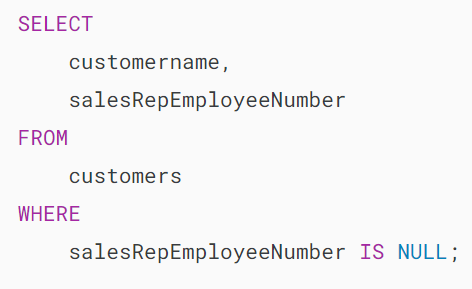 SELECT
    customername,
    salesRepEmployeeNumber
FROM
    customers
WHERE
    salesRepEmployeeNumber IS NULL;